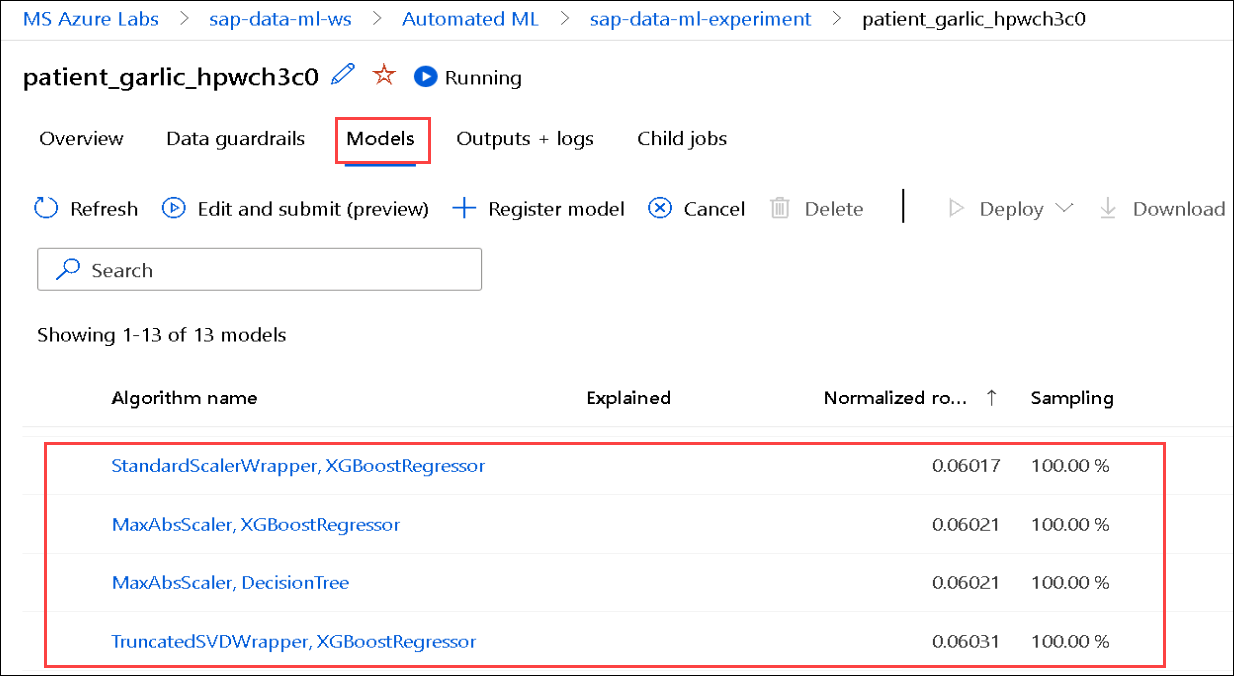 MS Azure Labs > sap-data-ml-ws > Automated ML > sap-data-ml-experiment > patient_garlic_hpwch3c0
patient_garlic_hpwch3c0 Running
Overview Data guardrails Models Outputs + logs Child jobs
Refresh Edit and submit (preview) Register model Cancel Delete Deploy Download
Search
Showing 1-13 of 13 models
Algorithm name Explained Normalized ro... ↑ Sampling
StandardScalerWrapper, XGBoostRegressor 0.06017 100.00 %
MaxAbsScaler, XGBoostRegressor 0.06021 100.00 %
MaxAbsScaler, DecisionTree 0.06021 100.00 %
TruncatedSVDWrapper, XGBoostRegressor 0.06031 100.00 %